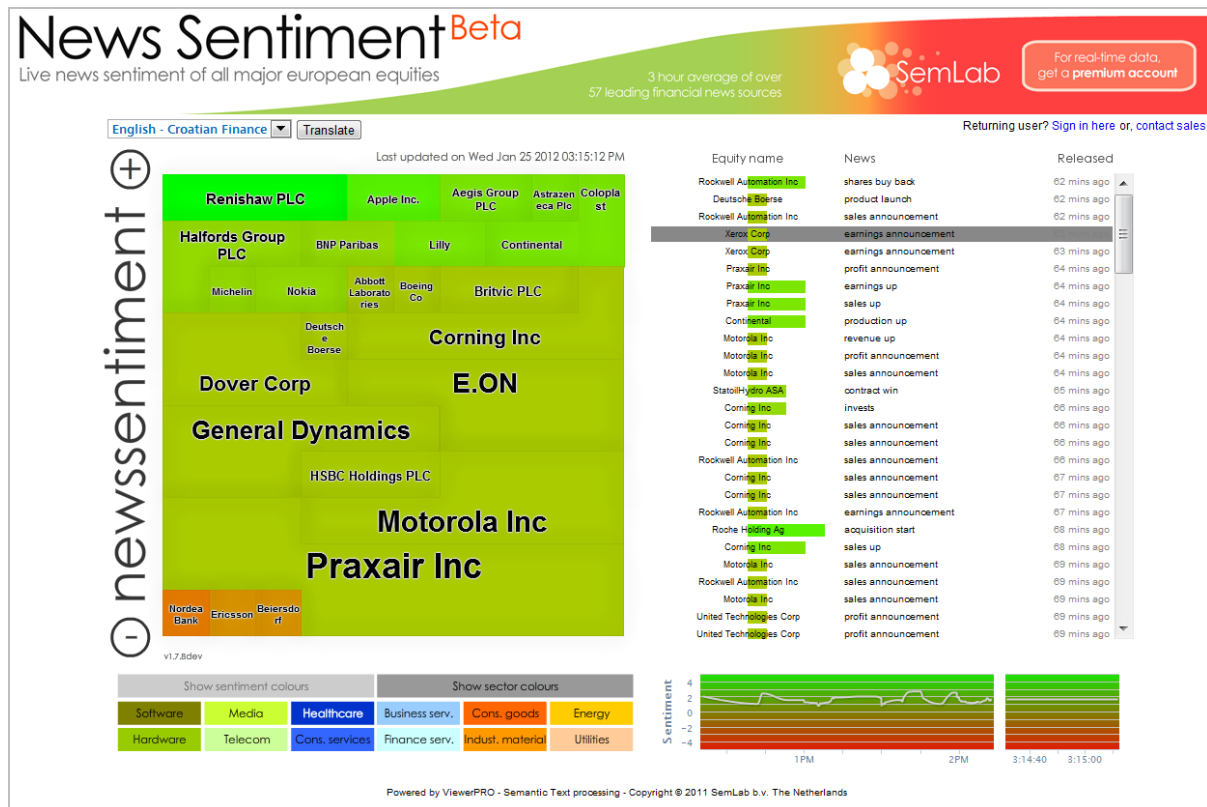 News Sentiment Beta
Live news sentiment of all major european equities
3 hour average of over
57 leading financial news sources
SemLab
For real-time data,
get a premium account
English - Croatian Finance
Translate
Returning user? Sign in here or, contact sales
Last updated on Wed Jan 25 2012 03:15:12 PM
+ newssentiment -
Renishaw PLC
Apple Inc.
Aegis Group
PLC
Astrazen
eca Plc
Colopla
st
Halfords Group
PLC
BNP Paribas
Lilly
Continental
Michelin
Nokia
Abbott
Laborato
ries
Boeing
Co
Britvic PLC
Deutsch
e
Boerse
Corning Inc
Dover Corp
E.ON
General Dynamics
HSBC Holdings PLC
Motorola Inc
Praxair Inc
Nordea
Bank
Ericsson
Beiersdo
rf
v1.7.8dev
Equity name News Released
Rockwell Automation Inc shares buy back 62 mins ago
Deutsche Boerse product launch 62 mins ago
Rockwell Automation Inc sales announcement 62 mins ago
Xerox Corp earnings announcement
Xerox Corp earnings announcement 63 mins ago
Praxair Inc profit announcement 64 mins ago
Praxair Inc earnings up 64 mins ago
Praxair Inc sales up 64 mins ago
Continental production up 64 mins ago
Motorola Inc revenue up 64 mins ago
Motorola Inc profit announcement 64 mins ago
Motorola Inc sales announcement 64 mins ago
StatoilHydro ASA contract win 65 mins ago
Corning Inc invests 66 mins ago
Corning Inc sales announcement 66 mins ago
Corning Inc sales announcement 66 mins ago
Rockwell Automation Inc sales announcement 66 mins ago
Corning Inc sales announcement 67 mins ago
Corning Inc sales announcement 67 mins ago
Rockwell Automation Inc earnings announcement 67 mins ago
Roche Holding Ag acquisition start 68 mins ago
Corning Inc sales up 68 mins ago
Motorola Inc sales announcement 69 mins ago
Rockwell Automation Inc sales announcement 69 mins ago
Motorola Inc sales announcement 69 mins ago
United Technologies Corp profit announcement 69 mins ago
United Technologies Corp profit announcement 69 mins ago
Show sentiment colours
Show sector colours
Software Media Healthcare Business serv. Cons. goods Energy
Hardware Telecom Cons. services Finance serv. Indust. material Utilities
Sentiment
4
2
0
-2
-4
1PM 2PM 3:14:40 3:15:00
Powered by ViewerPRO - Semantic Text processing - Copyright © 2011 SemLab b.v. The Netherlands